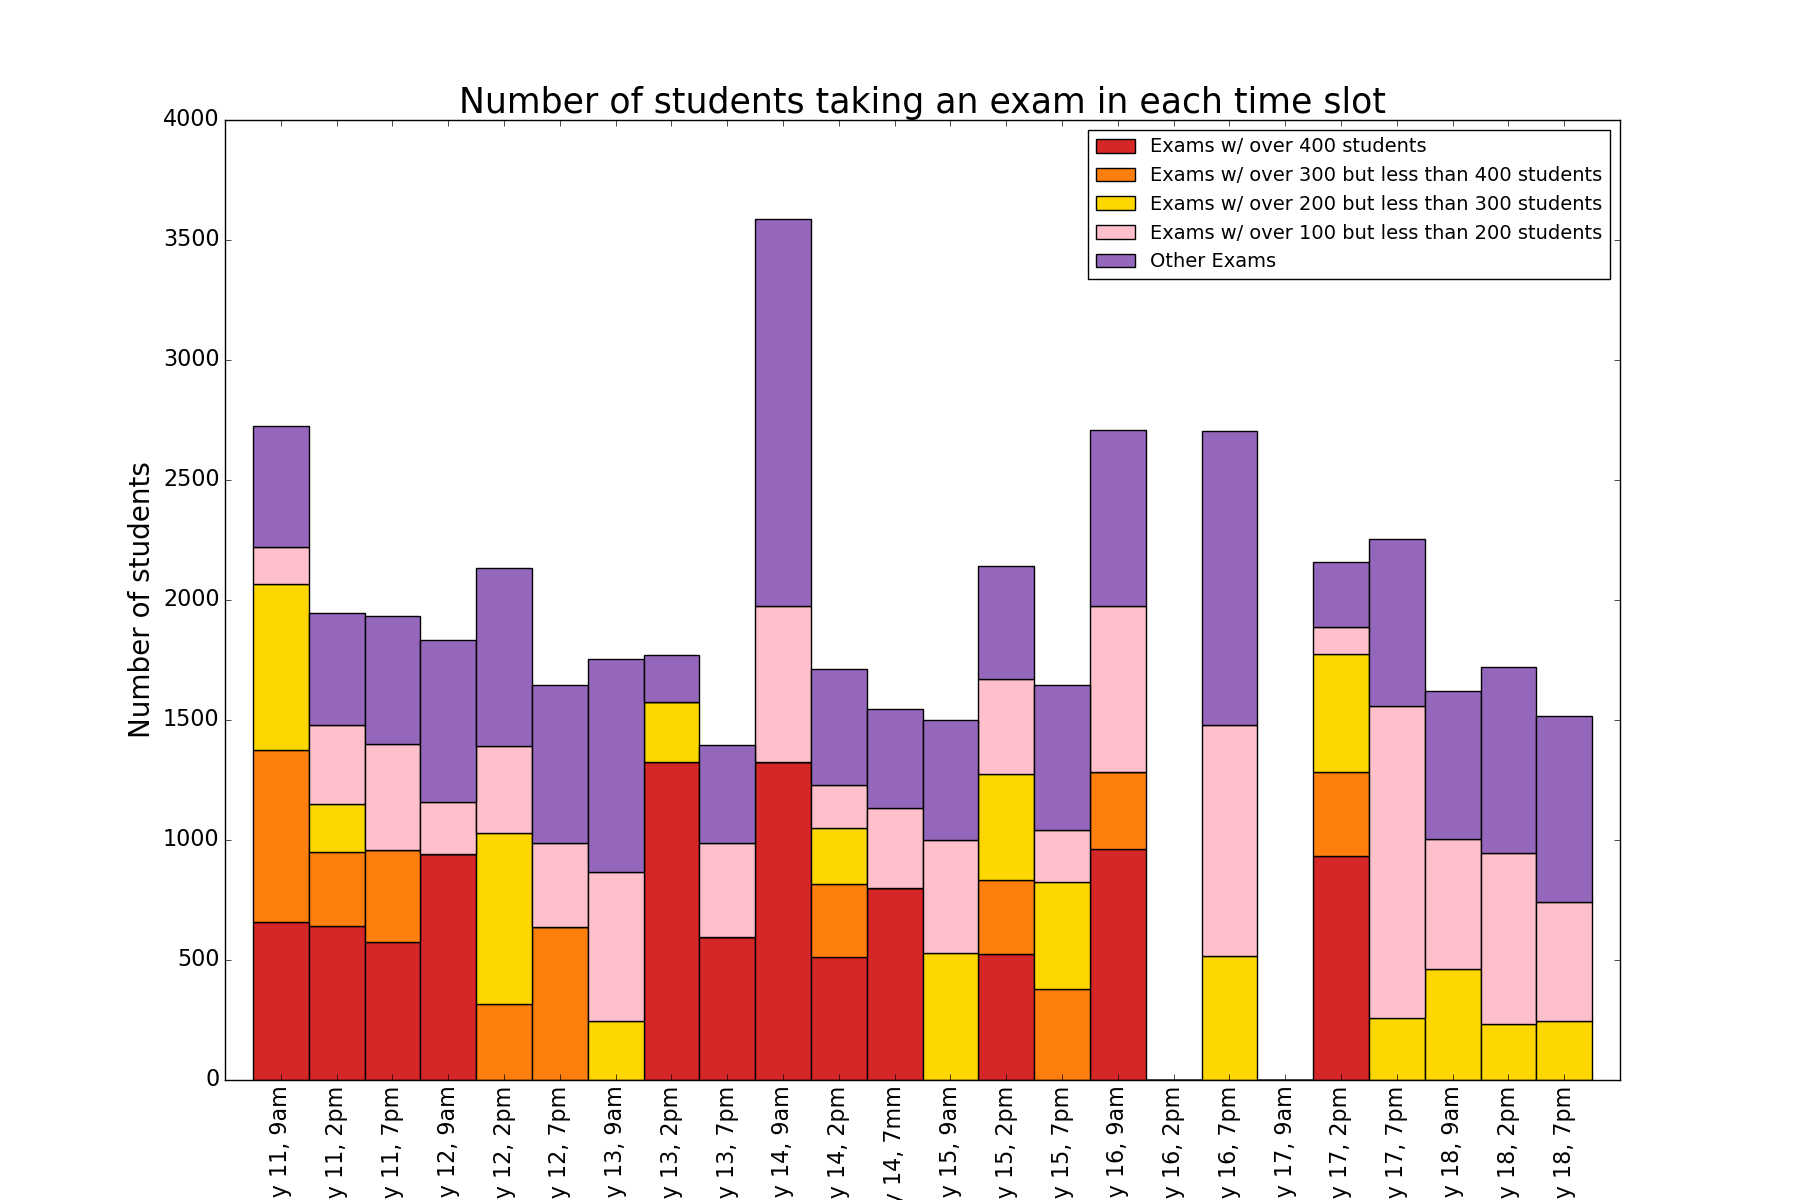 Number of students taking an exam in each time slot
Exams w/ over 400 students
Exams w/ over 300 but less than 400 students
Exams w/ over 200 but less than 300 students
Exams w/ over 100 but less than 200 students
Other Exams
Number of students
4000
3500
3000
2500
2000
1500
1000
500
0
y 11, 9am
y 11, 2pm
y 11, 7pm
y 12, 9am
y 12, 2pm
y 12, 7pm
y 13, 9am
y 13, 2pm
y 13, 7pm
y 14, 9am
y 14, 2pm
y 14, 7mm
y 15, 9am
y 15, 2pm
y 15, 7pm
y 16, 9am
y 16, 2pm
y 16, 7pm
y 17, 9am
y 17, 2pm
y 17, 7pm
y 18, 9am
y 18, 2pm
y 18, 7pm